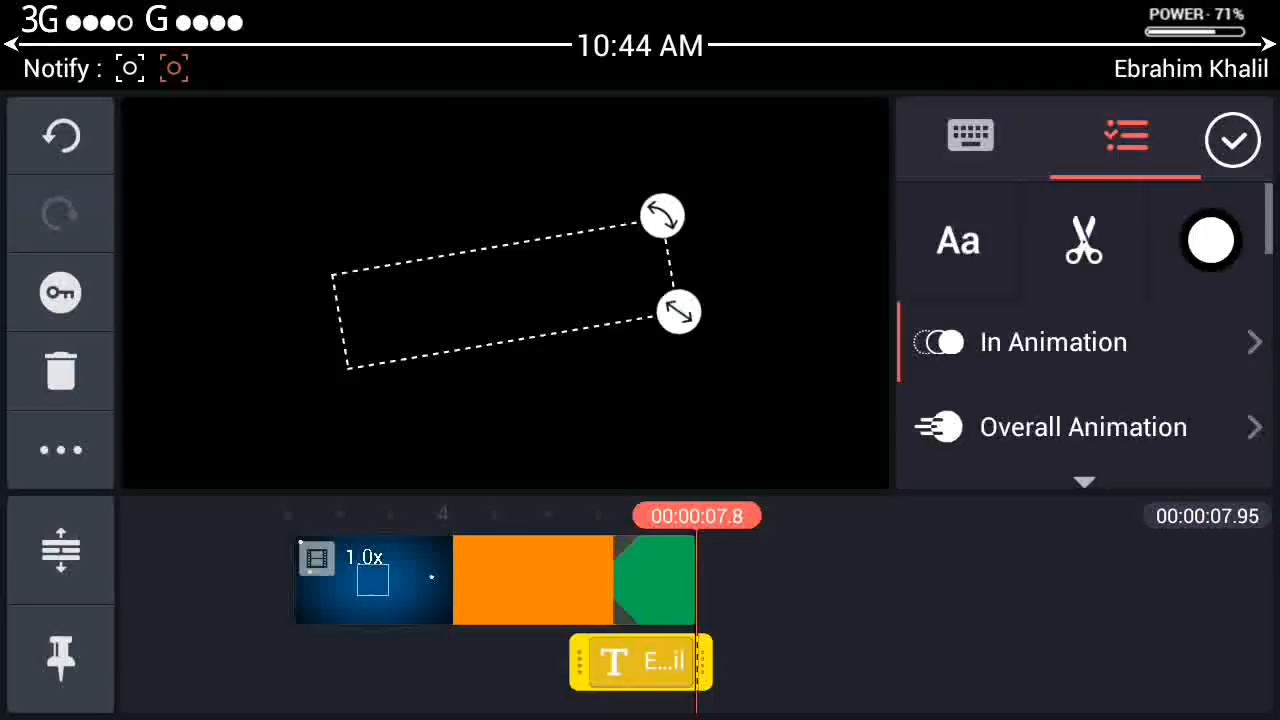 3G G
POWER - 71%
10:44 AM
Notify :
Ebrahim Khalil
Aa
In Animation
Overall Animation
4
00:00:07.8
00:00:07.95
1.0x
T E...il